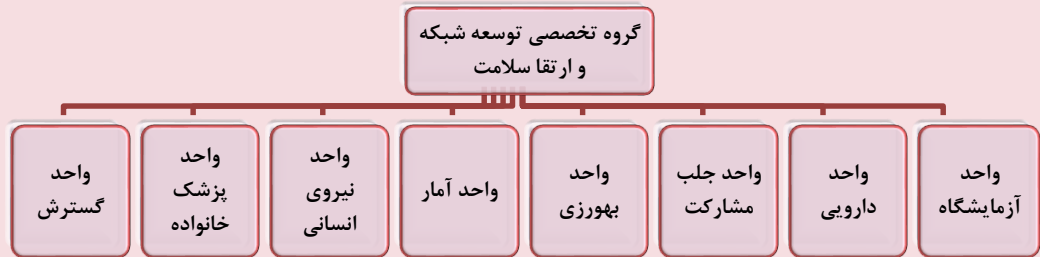 گروه تخصصی توسعه شبکه
و ارتقا سلامت
واحد
آزمایشگاه
واحد
دارویی
واحد جلب
مشارکت
واحد
بهورزی
واحد آمار
واحد
نیروی
انسانی
واحد
پزشک
خانواده
واحد
گسترش